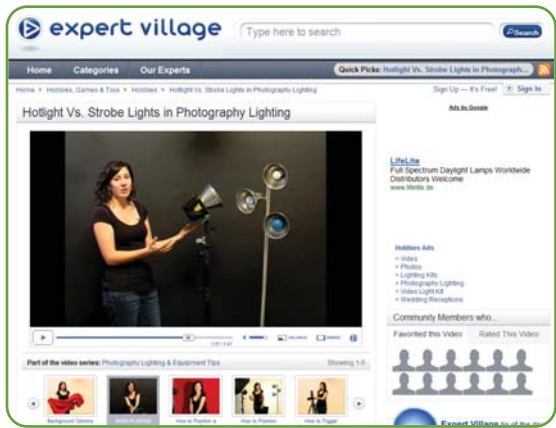 expert village
Type here to search
Search
Home
Categories
Our Experts
Quick Picks: Hotlight Vs. Strobe Lights in Photograph...
Home
Hobbies, Games & Toys
Hobbies
Hotlight Vs. Strobe Lights in Photography Lighting
Sign Up — It's Free!
Sign In
Hotlight Vs. Strobe Lights in Photography Lighting
Ads by Google
LifeLite
Full Spectrum Daylight Lamps Worldwide
Distributors Welcome
www.lifelite.de
Hobbies Ads
> Video
> Photos
> Lighting Kits
> Photography Lighting
> Video Light Kit
> Wedding Receptions
Community Members who...
Favorited this Video
Rated This Video
Part of the video series: Photography Lighting & Equipment Tips
Showing 1-5
Background Options
NOW PLAYING
How to Position a
How to Position
How to Trigger
Expert Village